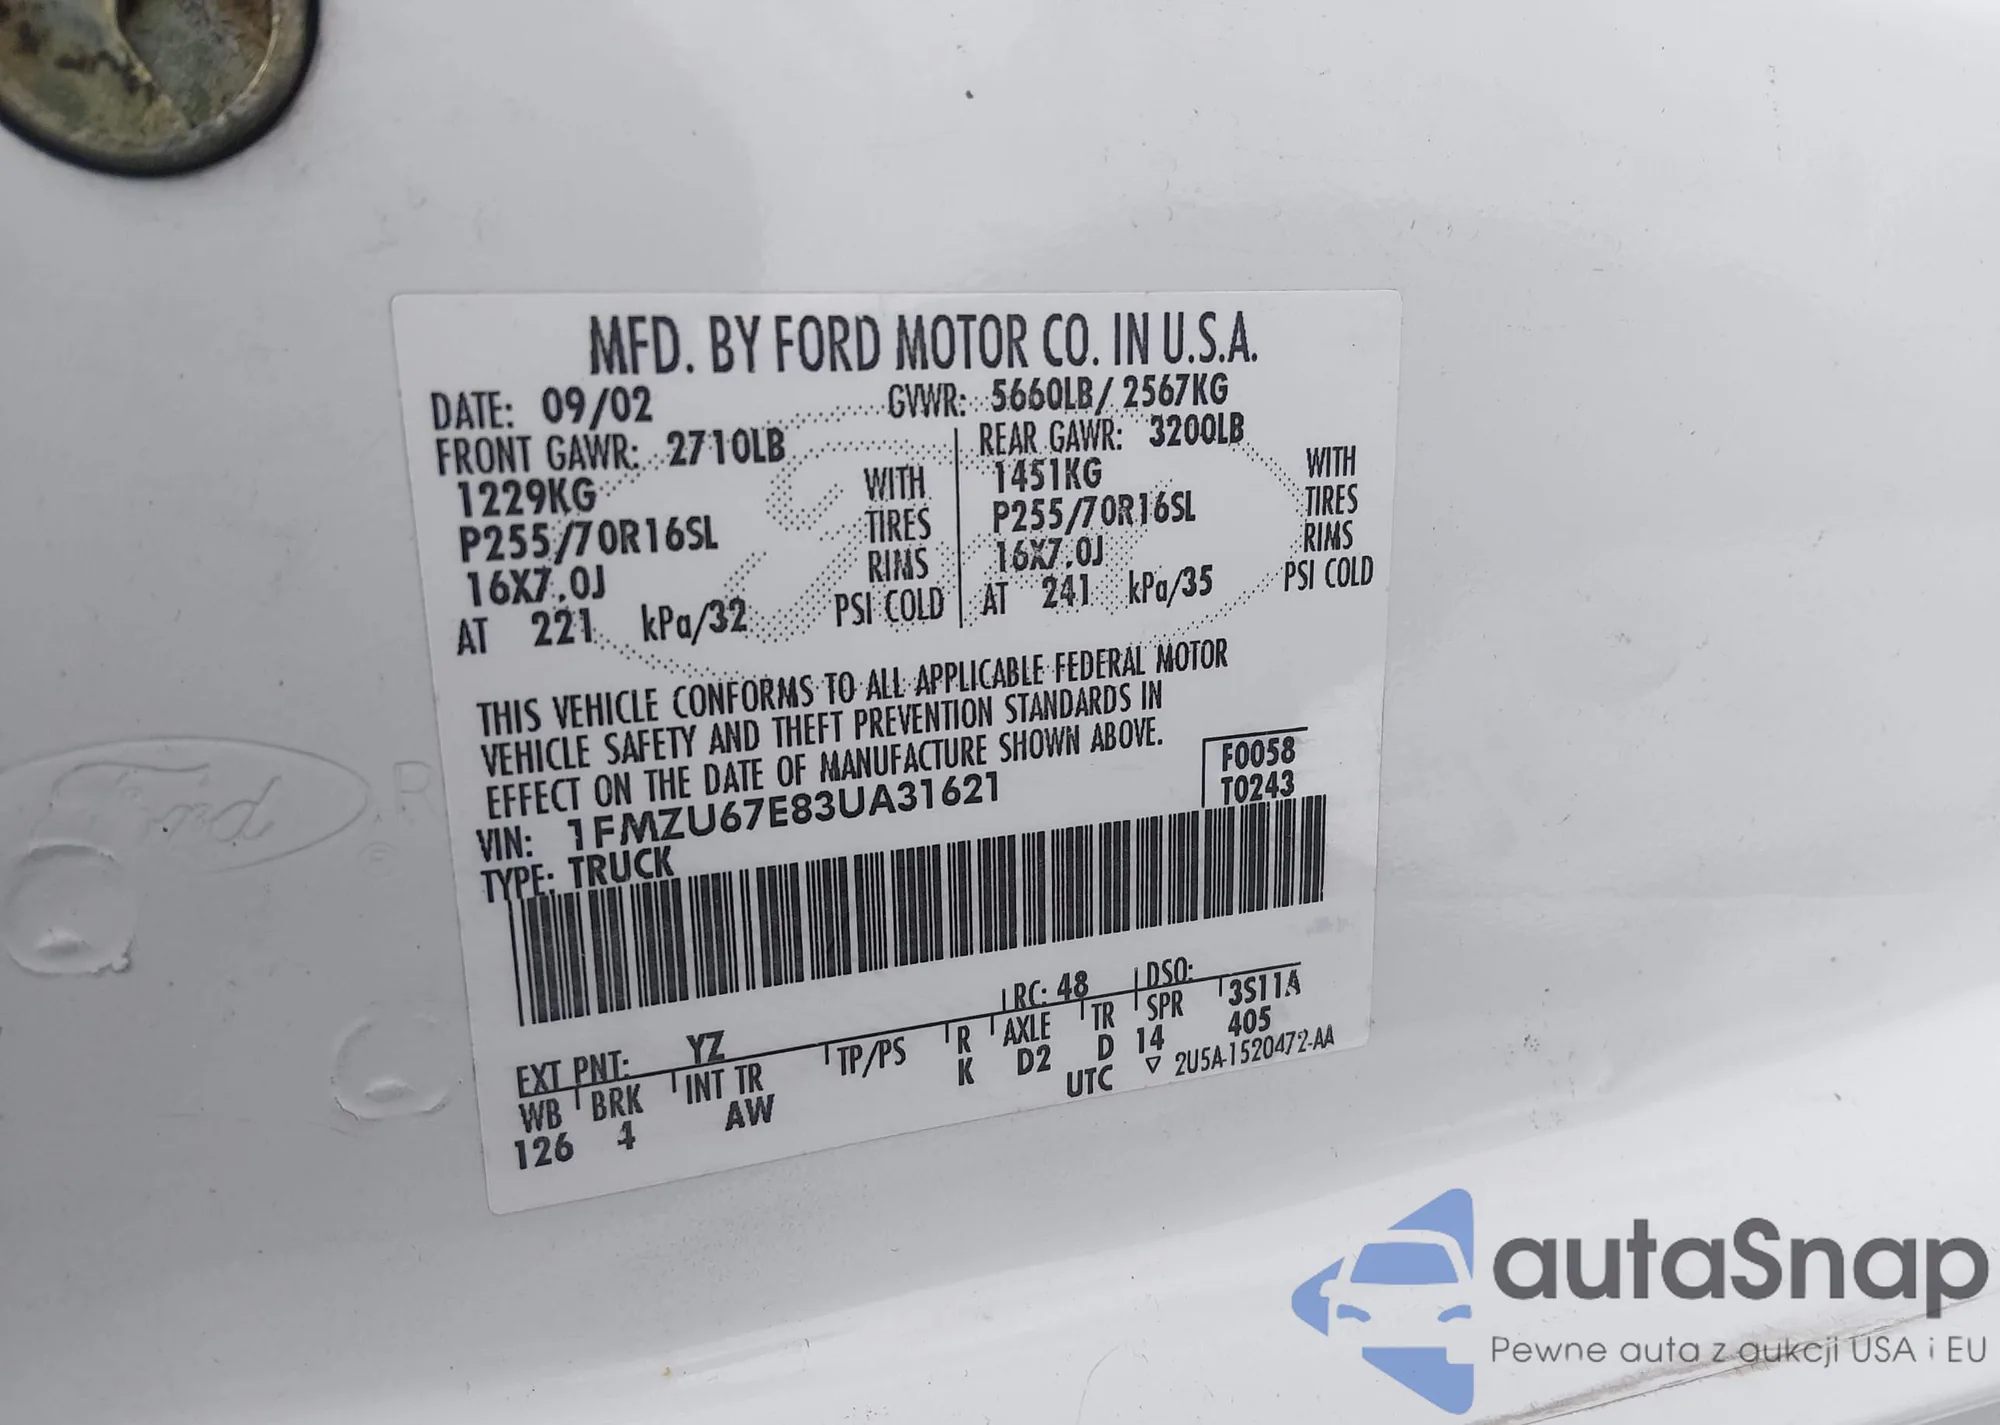 MFD. BY FORD MOTOR CO. IN U.S.A.
DATE: 09/02 GVWR: 5660LB/ 2567KG
FRONT GAWR: 2710LB REAR GAWR: 3200LB
1229KG WITH 1451KG WITH
P255/70R16SL TIRES P255/70R16SL TIRES
16X7.0J RIMS 16X7.0J RIMS
AT 221 kPa/32 PSI COLD AT 241 kPa/35 PSI COLD
THIS VEHICLE CONFORMS TO ALL APPLICABLE FEDERAL MOTOR
VEHICLE SAFETY AND THEFT PREVENTION STANDARDS IN
EFFECT ON THE DATE OF MANUFACTURE SHOWN ABOVE.
F0058
VIN: 1FMZU67E83UA31621 T0243
TYPE: TRUCK
EXT PNT: YZ RC: 48 DSO:
WB BRK INT TR TP/PS R AXLE TR SPR 3S11A
126 4 AW K D2 D 14 405
UTC ▽ 2U5A-1520472-AA
Ford R
autaSnap
Pewne auta z aukcji USA i EU